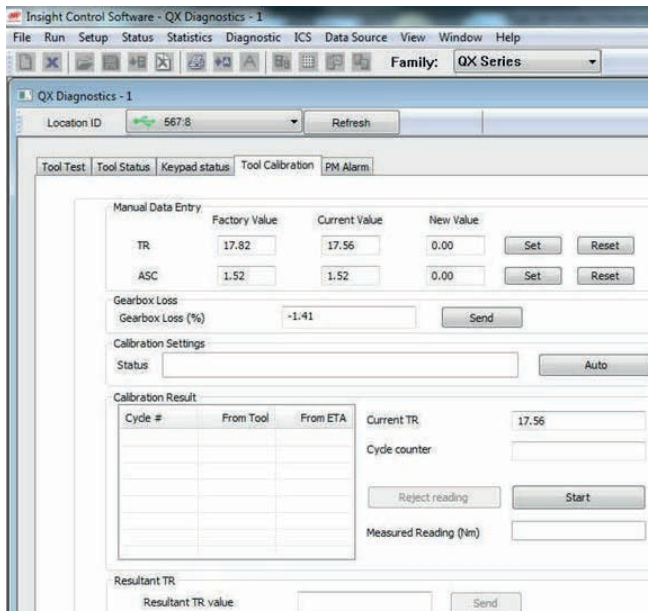 Insight Control Software - QX Diagnostics - 1
File Run Setup Status Statistics Diagnostic ICS Data Source View Window Help
Family: QX Series
QX Diagnostics - 1
Location ID 567:8 Refresh
Tool Test Tool Status Keypad status Tool Calibration PM Alarm
Manual Data Entry
Factory Value Current Value New Value
TR 17.82 17.56 0.00 Set Reset
ASC 1.52 1.52 0.00 Set Reset
Gearbox Loss
Gearbox Loss (%) -1.41 Send
Calibration Settings
Status Auto
Calibration Result
Cycle # From Tool From ETA Current TR 17.56
Cycle counter
Reject reading Start
Measured Reading (Nm)
Resultant TR
Resultant TR value Send